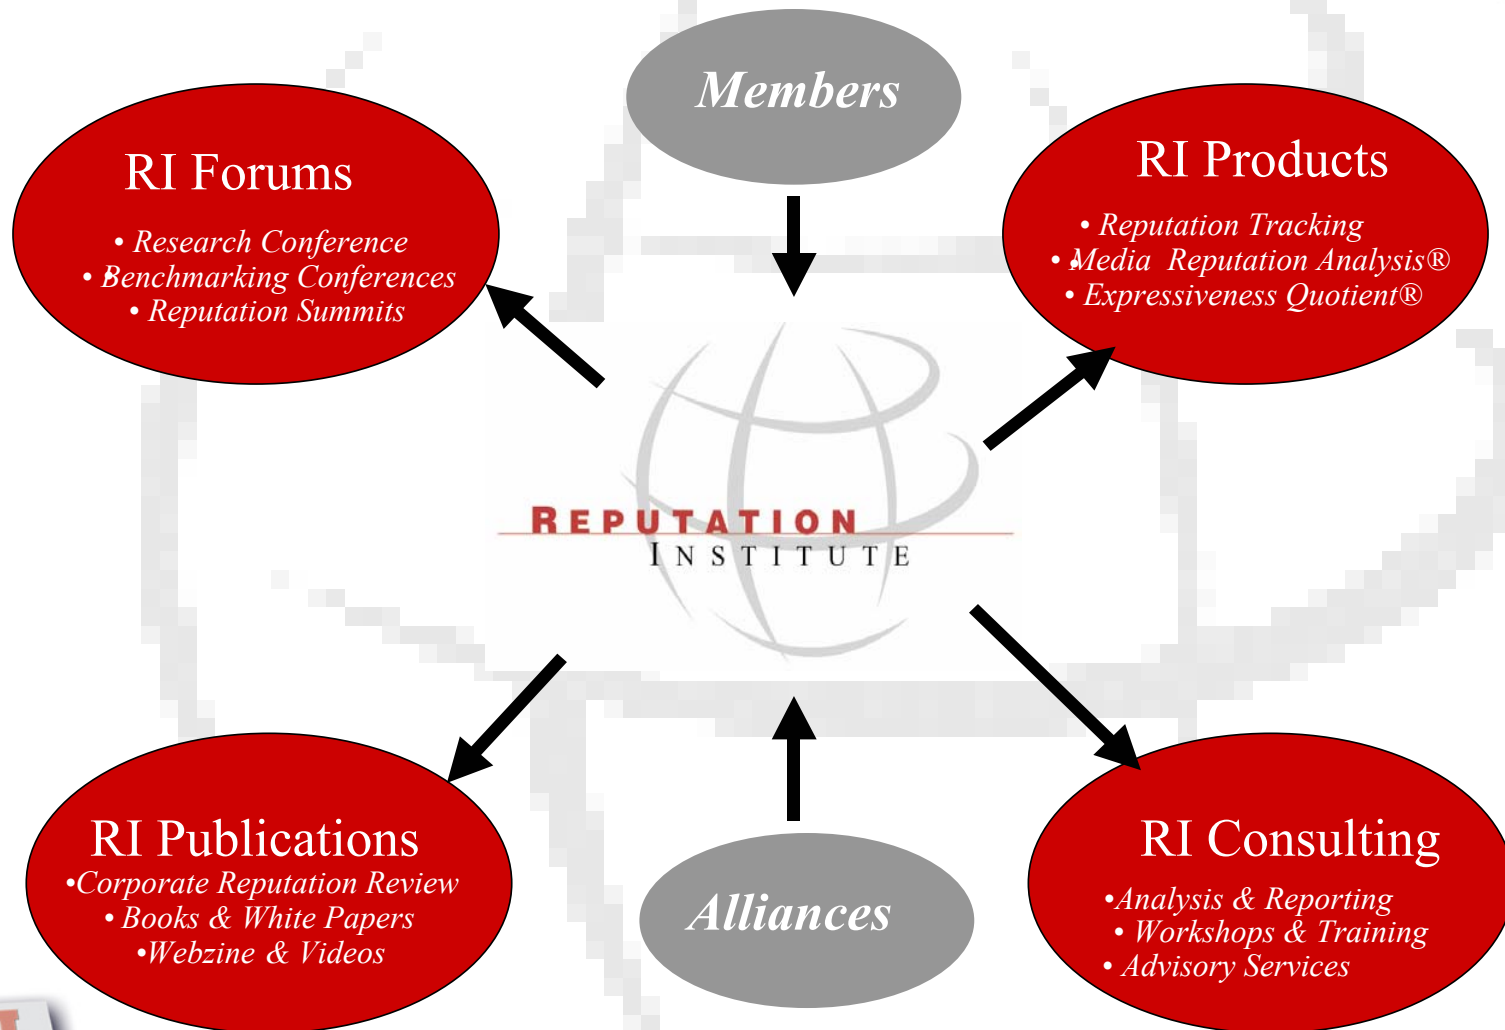 Members
RI Forums
• Research Conference
• Benchmarking Conferences
• Reputation Summits
RI Products
• Reputation Tracking
• Media Reputation Analysis®
• Expressiveness Quotient®
REPUTATION
INSTITUTE
RI Publications
•Corporate Reputation Review
• Books & White Papers
•Webzine & Videos
Alliances
RI Consulting
•Analysis & Reporting
• Workshops & Training
• Advisory Services